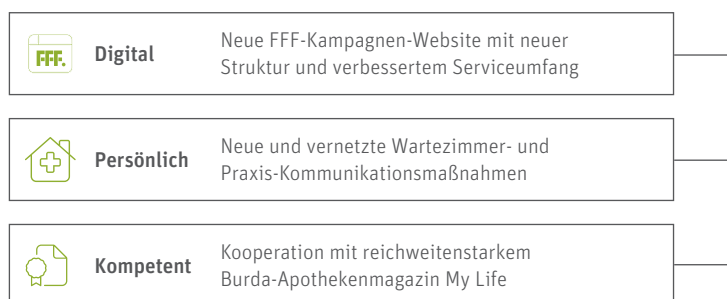 FFF.
Digital
Neue FFF-Kampagnen-Website mit neuer
Struktur und verbessertem Serviceumfang
Persönlich
Neue und vernetzte Wartezimmer- und
Praxis-Kommunikationsmaßnahmen
Kompetent
Kooperation mit reichweitenstarkem
Burda-Apothekenmagazin My Life